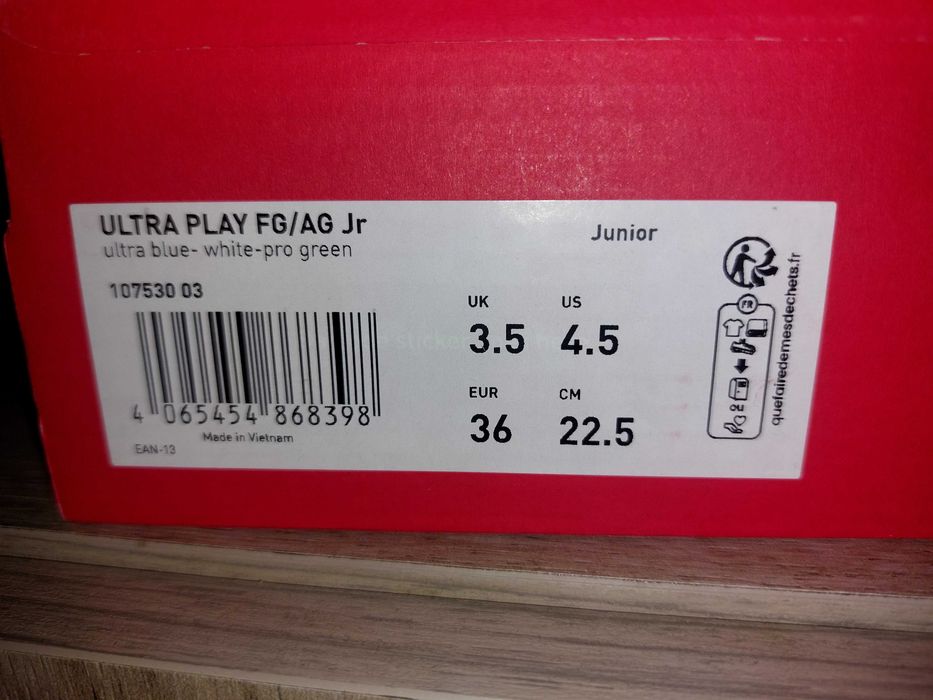 ULTRA PLAY FG/AG Jr
ultra blue- white-pro green
Junior
107530 03
4 065454 868398
Made in Vietnam
EAN-13
UK US
3.5 4.5
EUR CM
36 22.5
FR
OU
quefairedemesdechets.fr